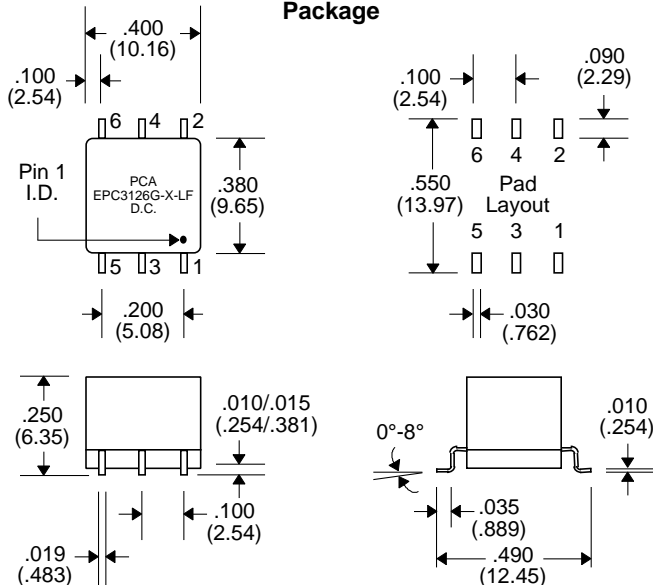 Package
.400
(10.16)
.100
(2.54)
6 4 2
Pin 1
I.D.
PCA
EPC3126G-X-LF
D.C.
.380
(9.65)
5 3 1
.200
(5.08)
.100
(2.54)
.090
(2.29)
6 4 2
.550
(13.97)
Pad
Layout
5 3 1
.030
(.762)
.250
(6.35)
.010/.015
(.254/.381)
.100
(2.54)
.019
(.483)
0°-8°
.010
(.254)
.035
(.889)
.490
(12.45)